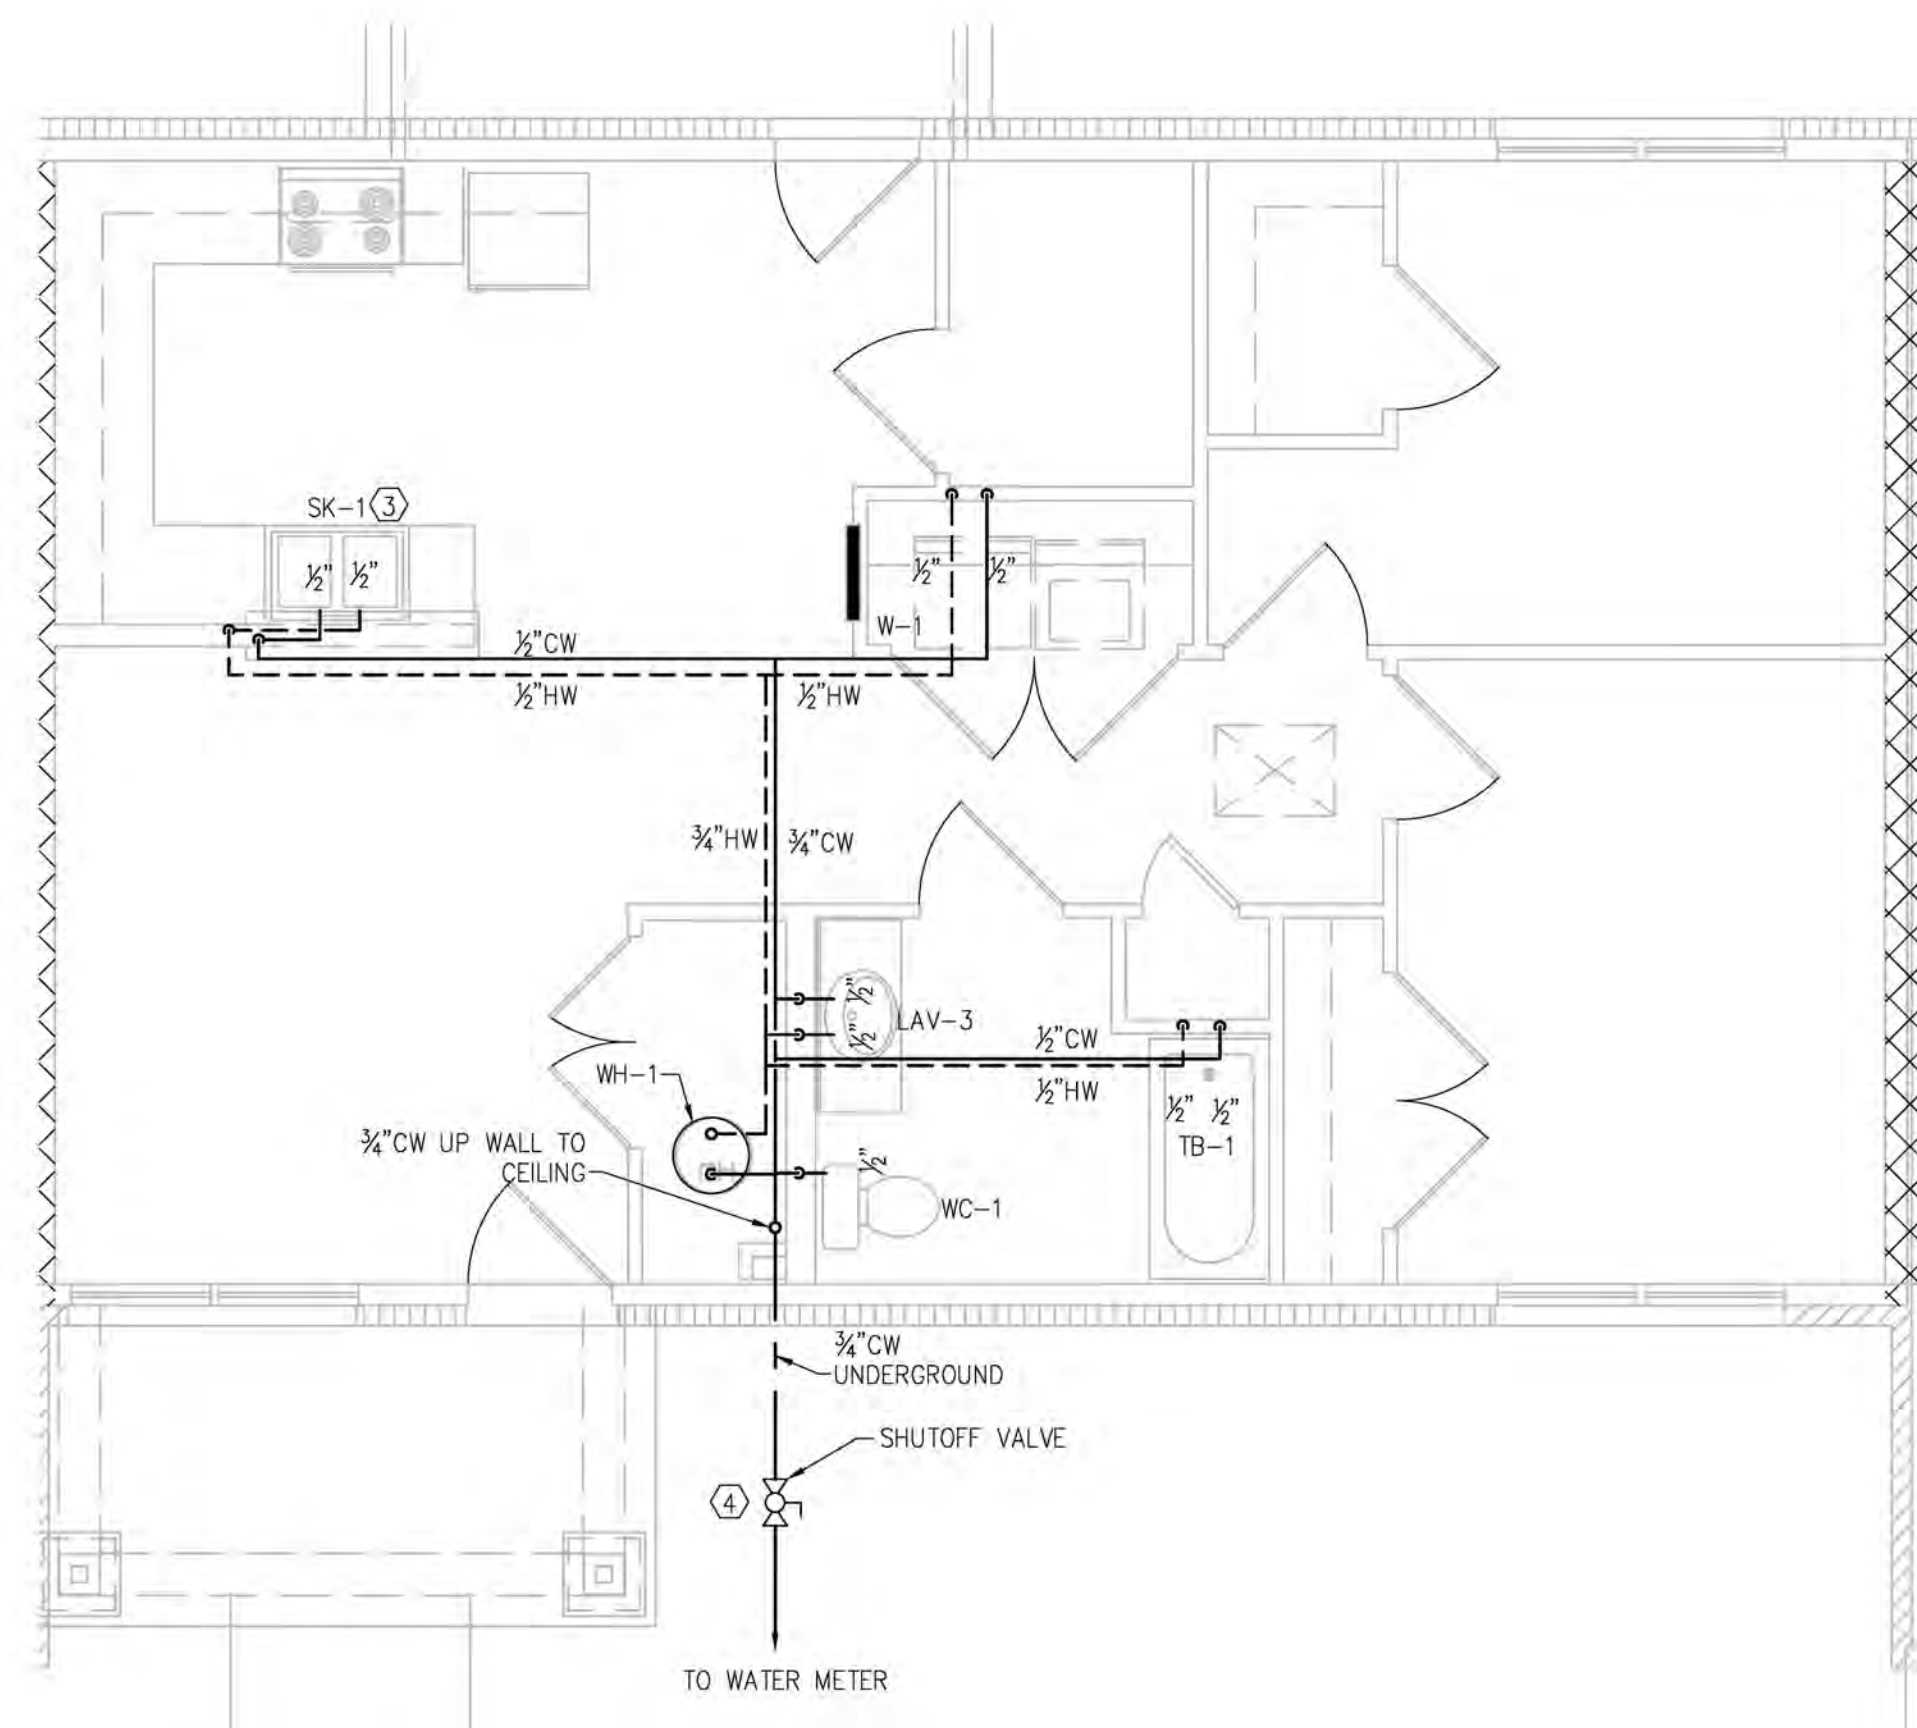 SK-1 3
½" ½"
½" ½"
W-1
½"CW
½"HW ½"HW
¾"HW ¾"CW
½"
LAV-3
½"
½"CW
WH-1
½"HW
½" ½"
¾"CW UP WALL TO
CEILING
TB-1
½"
WC-1
¾"CW
UNDERGROUND
SHUTOFF VALVE
4
TO WATER METER